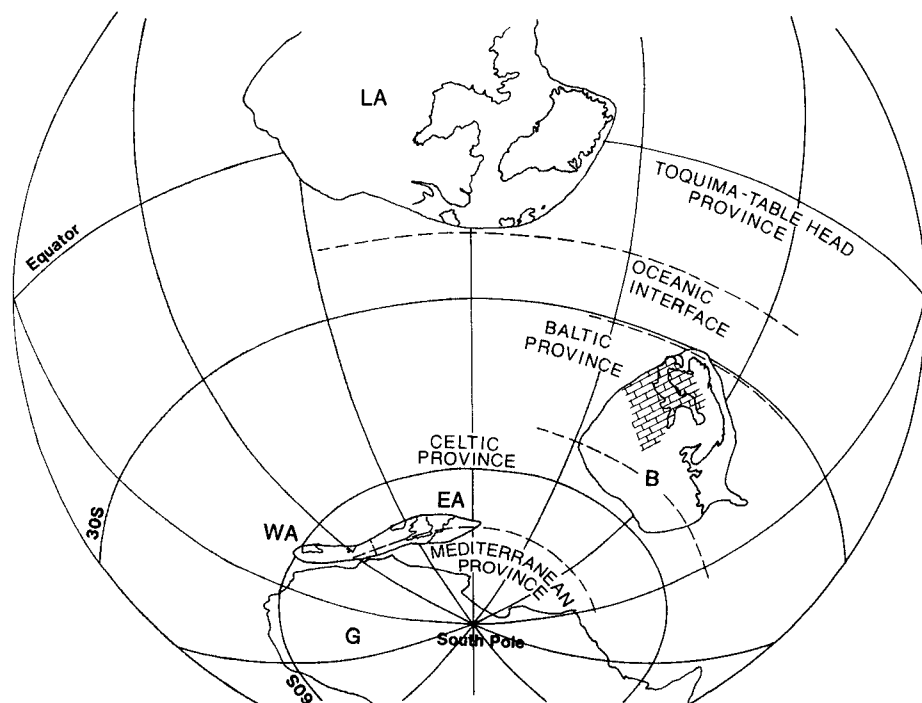 LA
TOQUIMA-TABLE HEAD
PROVINCE
Equator
OCEANIC
INTERFACE
BALTIC
PROVINCE
CELTIC
PROVINCE
B
EA
30S
WA
MEDITERRANEAN
PROVINCE
G
South Pole
60S